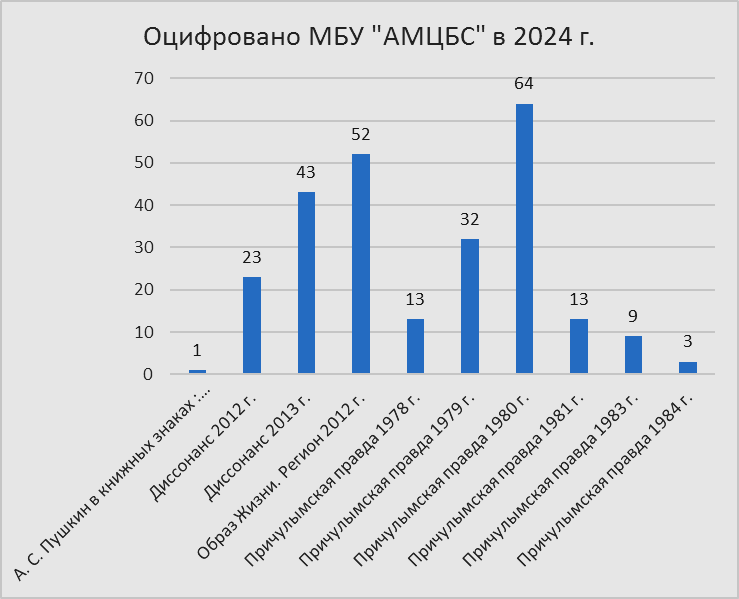 Оцифровано МБУ "АМЦБС" в 2024 г.
70
60
50
40
30
20
10
0
1
23
43
52
13
32
64
13
9
3
А. С. Пушкин в книжных знаках :....
Диссонанс 2012 г.
Диссонанс 2013 г.
Образ Жизни. Регион 2012 г.
Причулымская правда 1978 г.
Причулымская правда 1979 г.
Причулымская правда 1980 г.
Причулымская правда 1981 г.
Причулымская правда 1983 г.
Причулымская правда 1984 г.